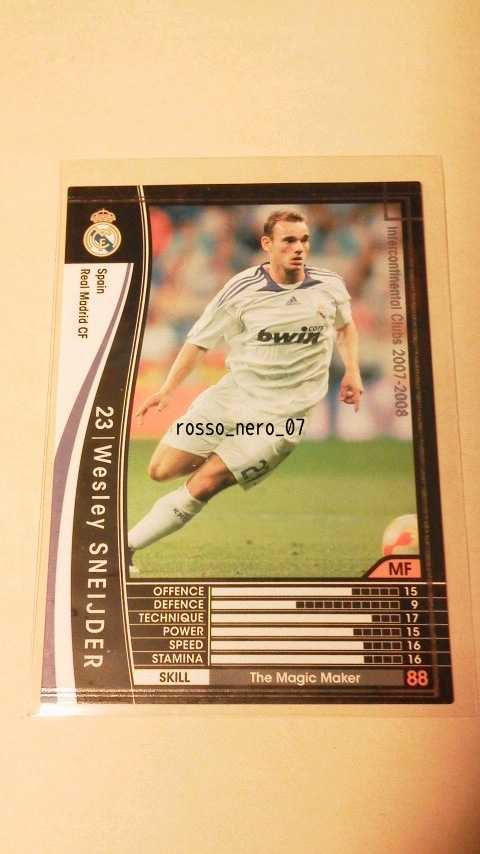 Intercontinental Clubs 2007-2008
Spain
Real Madrid CF
23 | Wesley SNEIJDER
bwin.com
rosso_nero_07
MF
OFFENCE 15
DEFENCE 9
TECHNIQUE 17
POWER 15
SPEED 16
STAMINA 16
SKILL The Magic Maker 88